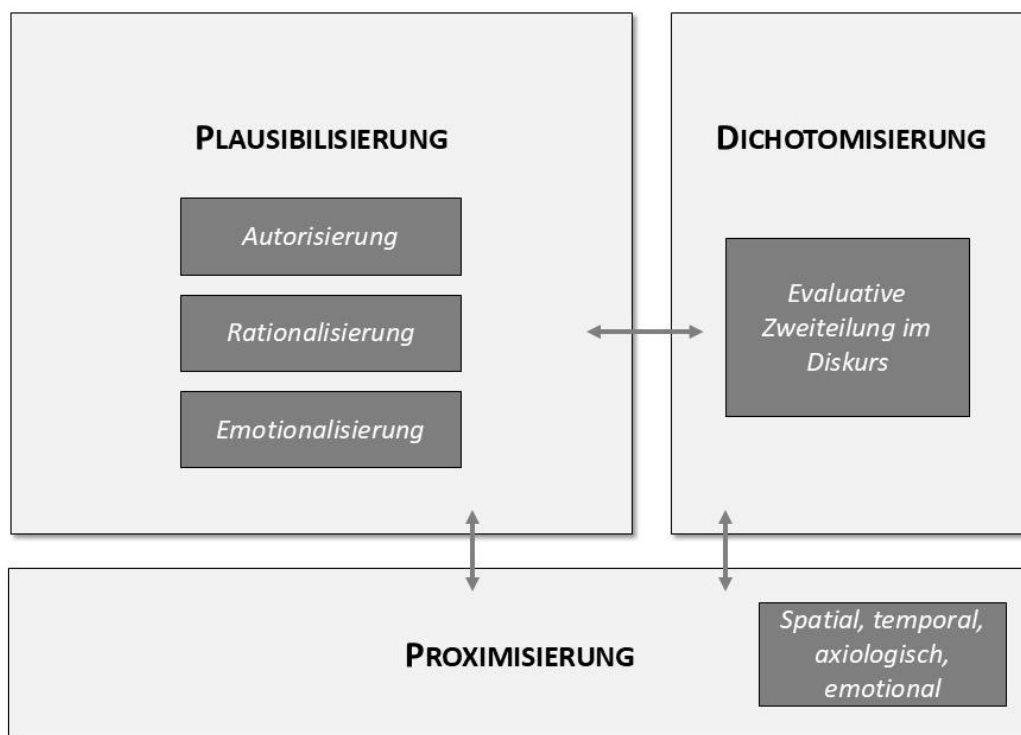 PLAUSIBILISIERUNG
Autorisierung
Rationalisierung
Emotionalisierung
DICHOTOMISIERUNG
Evaluative
Zweiteilung im
Diskurs
PROXIMISIERUNG
Spatial, temporal,
axiologisch,
emotional